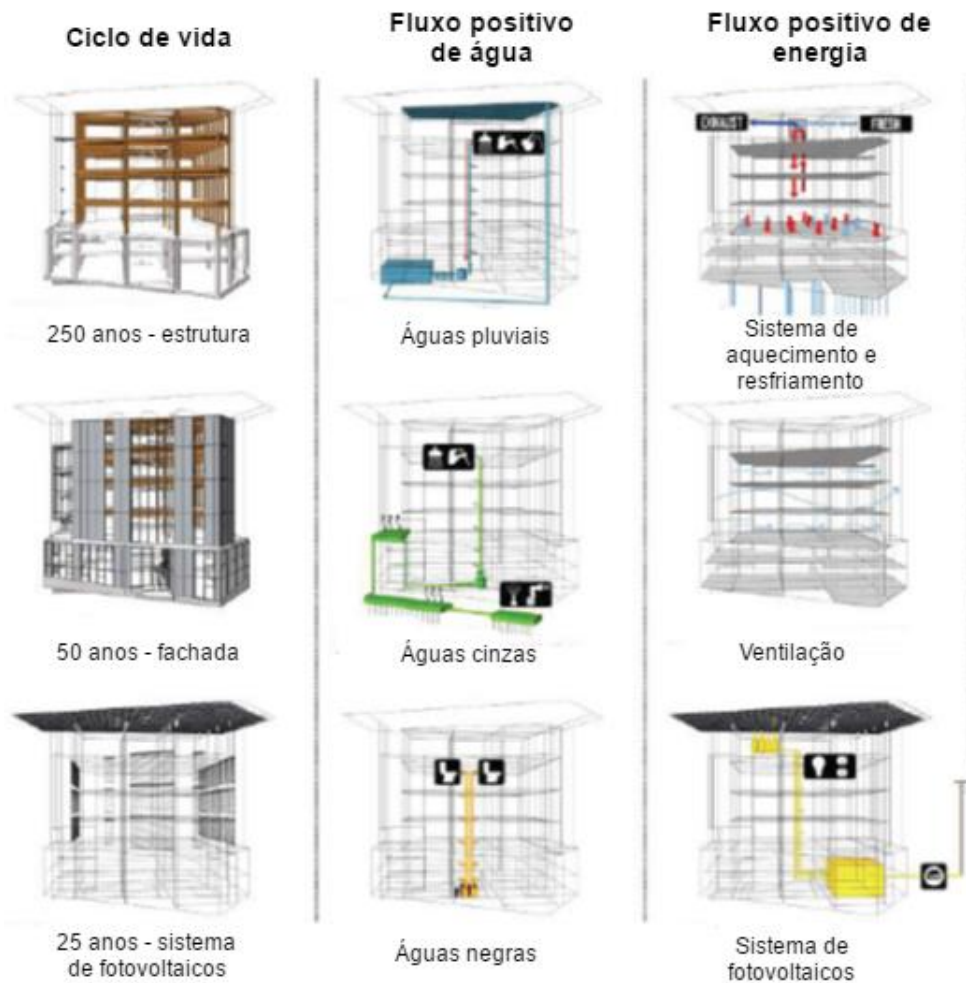 Ciclo de vida
Fluxo positivo
de água
Fluxo positivo de
energia
EXHAUST
FRESH
250 anos - estrutura
Águas pluviais
Sistema de
aquecimento e
resfriamento
50 anos - fachada
Águas cinzas
Ventilação
25 anos - sistema
de fotovoltaicos
Águas negras
Sistema de
fotovoltaicos